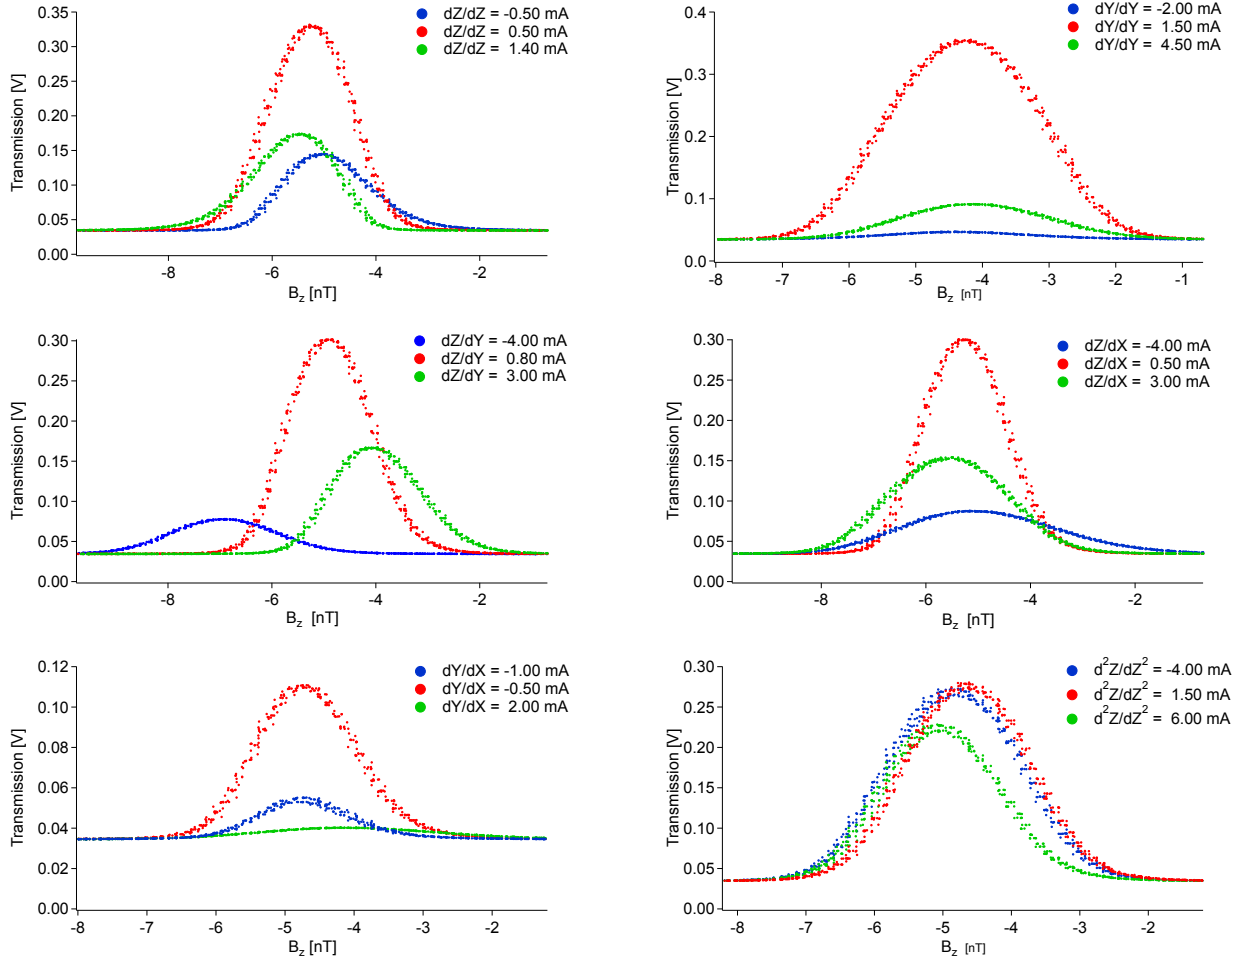 dZ/dZ = -0.50 mA
dZ/dZ = 0.50 mA
dZ/dZ = 1.40 mA
0.35
0.30
0.25
0.20
0.15
0.10
0.05
0.00
Transmission [V]
-8
-6
-4
-2
B_z [nT]
dY/dY = -2.00 mA
dY/dY = 1.50 mA
dY/dY = 4.50 mA
0.4
0.3
0.2
0.1
0.0
Transmission [V]
-8
-7
-6
-5
-4
-3
-2
-1
B_z [nT]
dZ/dY = -4.00 mA
dZ/dY = 0.80 mA
dZ/dY = 3.00 mA
0.30
0.25
0.20
0.15
0.10
0.05
0.00
Transmission [V]
-8
-6
-4
-2
B_z [nT]
dZ/dX = -4.00 mA
dZ/dX = 0.50 mA
dZ/dX = 3.00 mA
0.30
0.25
0.20
0.15
0.10
0.05
0.00
Transmission [V]
-8
-6
-4
-2
B_z [nT]
dY/dX = -1.00 mA
dY/dX = -0.50 mA
dY/dX = 2.00 mA
0.12
0.10
0.08
0.06
0.04
0.02
0.00
Transmission [V]
-8
-7
-6
-5
-4
-3
-2
B_z [nT]
d²Z/dZ² = -4.00 mA
d²Z/dZ² = 1.50 mA
d²Z/dZ² = 6.00 mA
0.30
0.25
0.20
0.15
0.10
0.05
0.00
Transmission [V]
-8
-7
-6
-5
-4
-3
-2
B_z [nT]